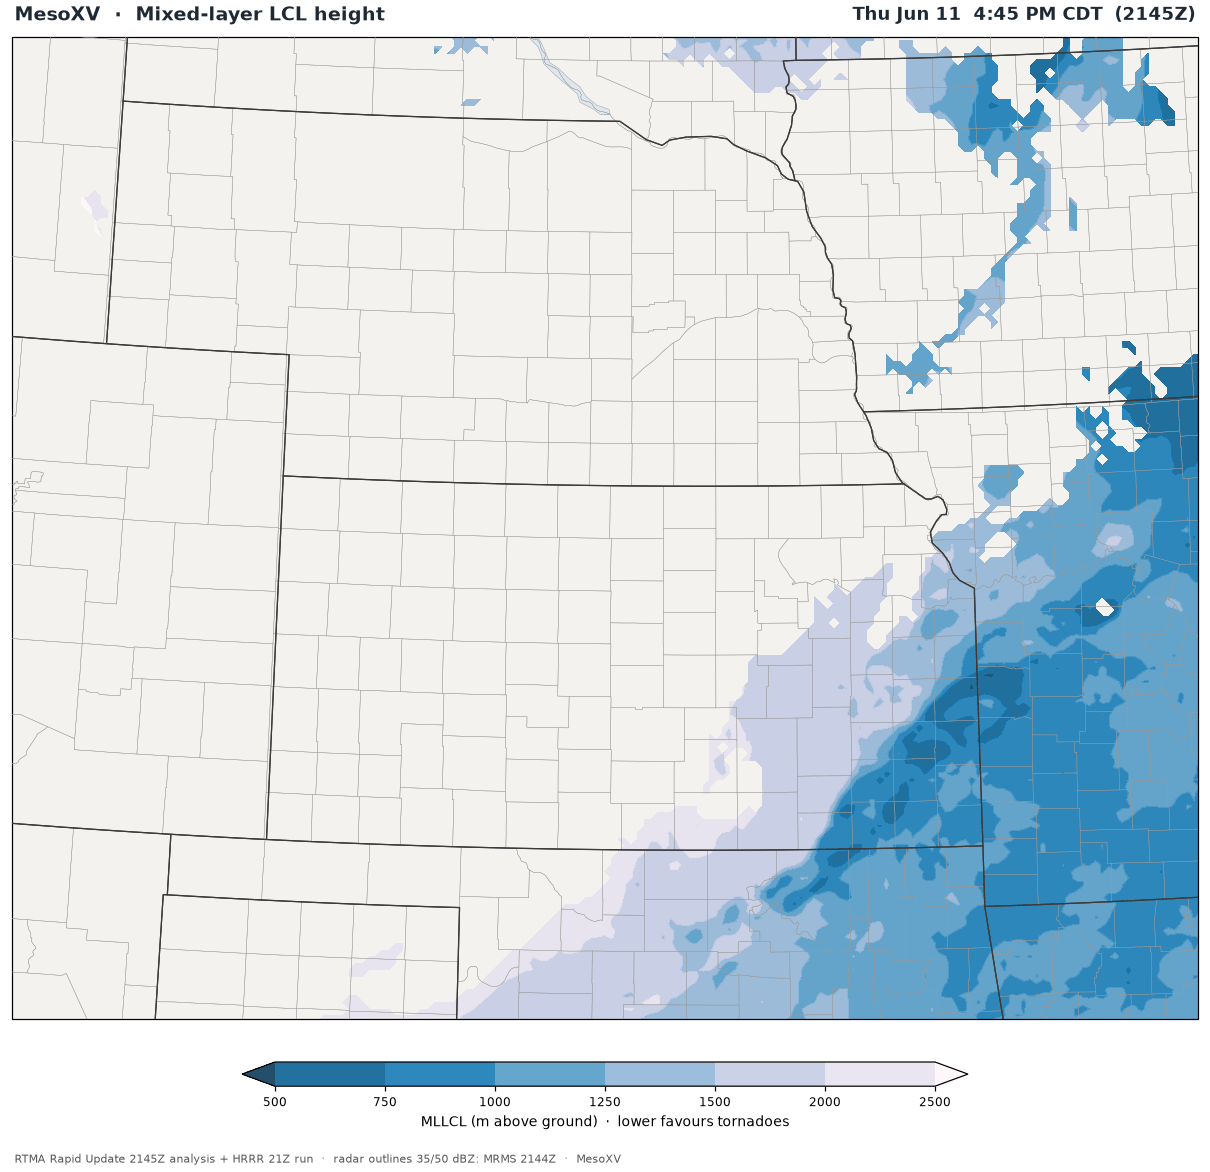 MesoXV · Mixed-layer LCL height
Thu Jun 11 4:45 PM CDT (2145Z)
500 750 1000 1250 1500 2000 2500
MLLCL (m above ground) · lower favours tornadoes
RTMA Rapid Update 2145Z analysis + HRRR 21Z run · radar outlines 35/50 dBZ: MRMS 2144Z · MesoXV